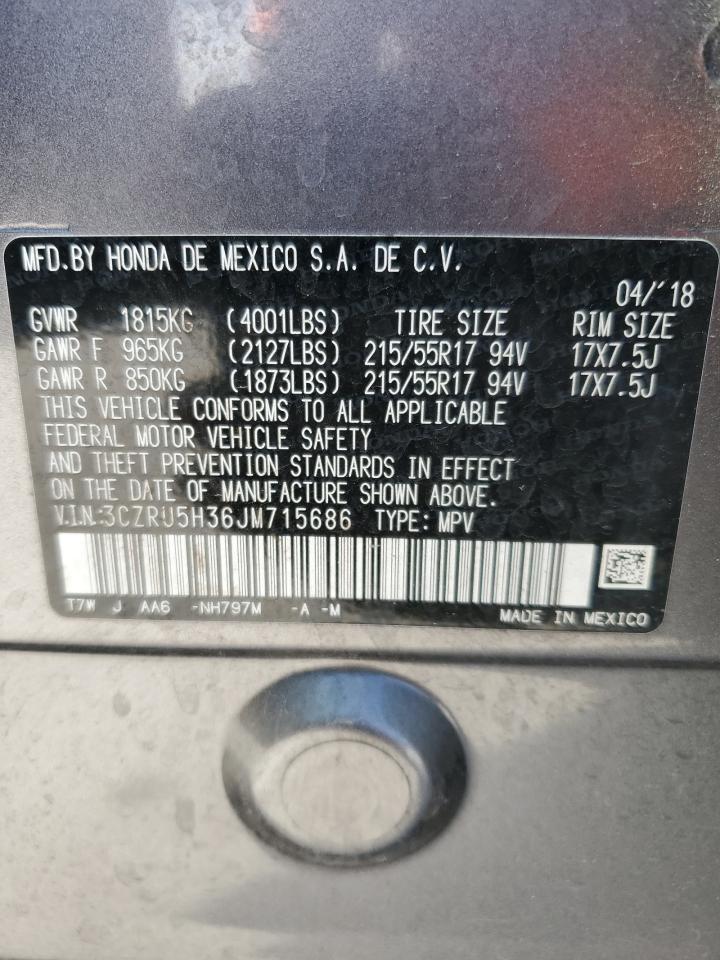 MFD.BY HONDA DE MEXICO S.A. DE C.V.
04/'18
GVWR 1815KG (4001LBS) TIRE SIZE RIM SIZE
GAWR F 965KG (2127LBS) 215/55R17 94V 17X7.5J
GAWR R 850KG (1873LBS) 215/55R17 94V 17X7.5J
THIS VEHICLE CONFORMS TO ALL APPLICABLE
FEDERAL MOTOR VEHICLE SAFETY
AND THEFT PREVENTION STANDARDS IN EFFECT
ON THE DATE OF MANUFACTURE SHOWN ABOVE.
V.I.N:3CZRU5H36JM715686 TYPE: MPV
T7W J AA6 -NH797M -A -M
MADE IN MEXICO